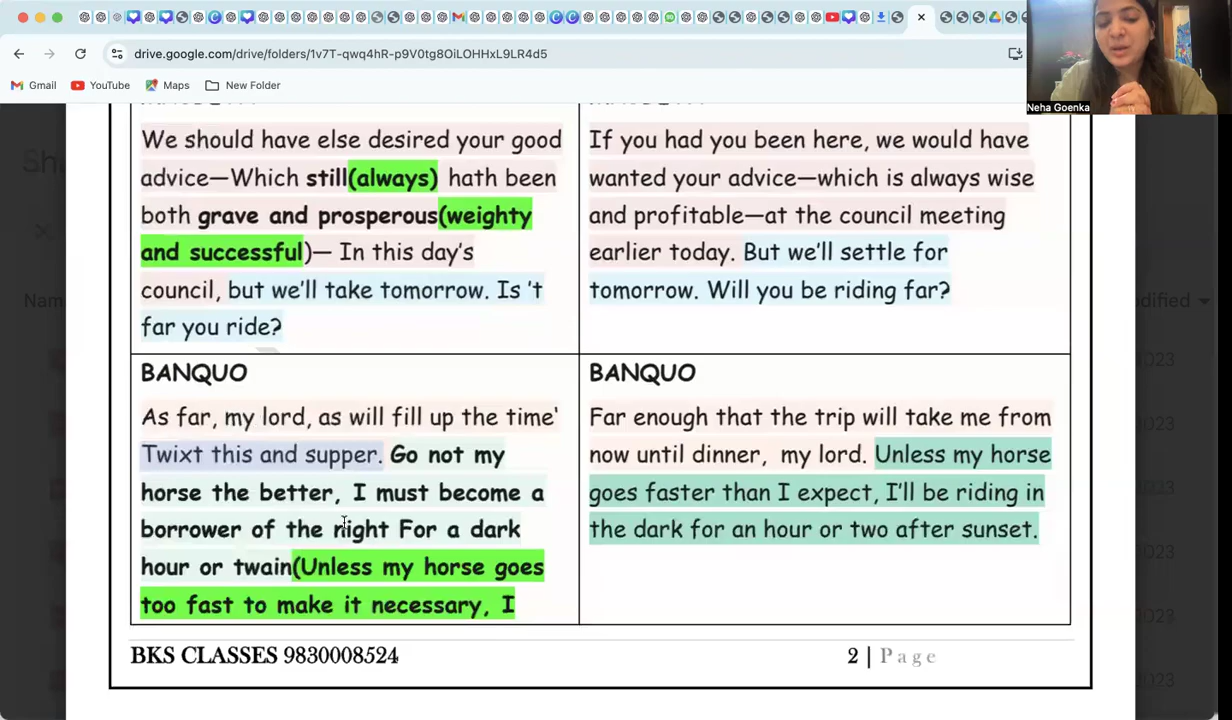 drive.google.com/drive/folders/1v7T-qwq4hR-p9V0tg8OiLOHHxL9LR4d5
Gmail YouTube Maps New Folder
Neha Goenka
We should have else desired your good
advice—Which still(always) hath been
both grave and prosperous(weighty
and successful)— In this day's
council, but we'll take tomorrow. Is 't
far you ride?
If you had you been here, we would have
wanted your advice—which is always wise
and profitable—at the council meeting
earlier today. But we'll settle for
tomorrow. Will you be riding far?
BANQUO
As far, my lord, as will fill up the time'
Twixt this and supper. Go not my
horse the better, I must become a
borrower of the night For a dark
hour or twain(Unless my horse goes
too fast to make it necessary, I
BANQUO
Far enough that the trip will take me from
now until dinner, my lord. Unless my horse
goes faster than I expect, I'll be riding in
the dark for an hour or two after sunset.
BKS CLASSES 9830008524
2 | Page
Sh
Nam
odified
2023
2023
2023
2023
2023